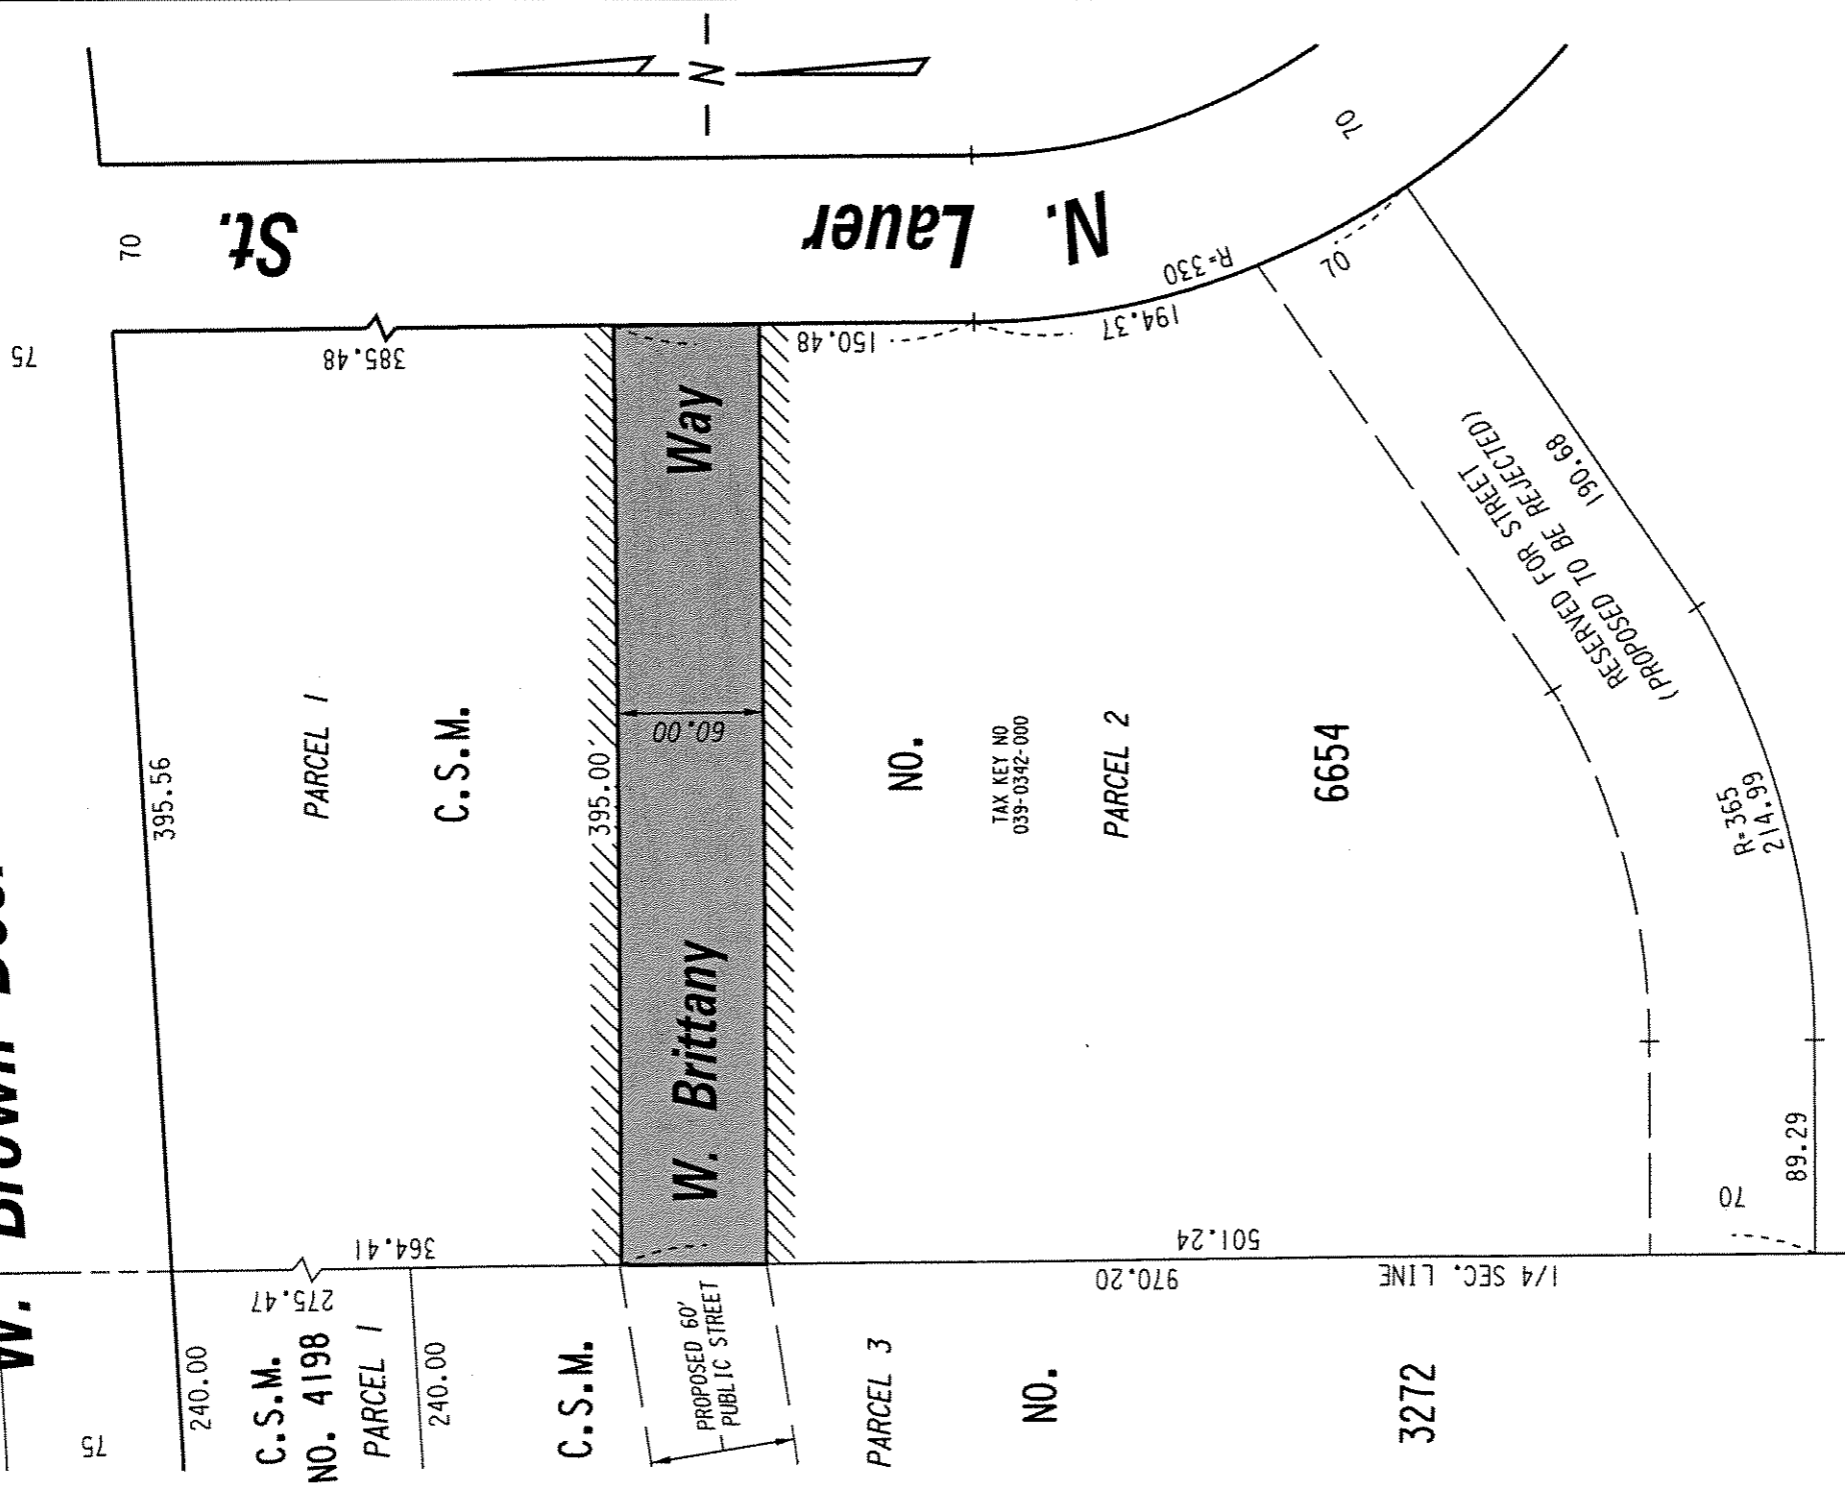 W. Brown
75
75
70
N
N. Lauer St.
395.56
385.48
PARCEL 1
C.S.M.
364.41
275.47
240.00
C.S.M.
NO. 4198
PARCEL 1
240.00
395.00'
W. Brittany Way
60.00
C.S.M.
PROPOSED 60'
PUBLIC STREET
150.48
194.37
R=330
70
70
NO.
TAX KEY NO
039-0342-000
PARCEL 2
6654
RESERVED FOR STREET
(PROPOSED TO BE REJECTED)
190.68
R=365
214.99
89.29
70
501.24
970.20
1/4 SEC. LINE
PARCEL 3
NO.
3272